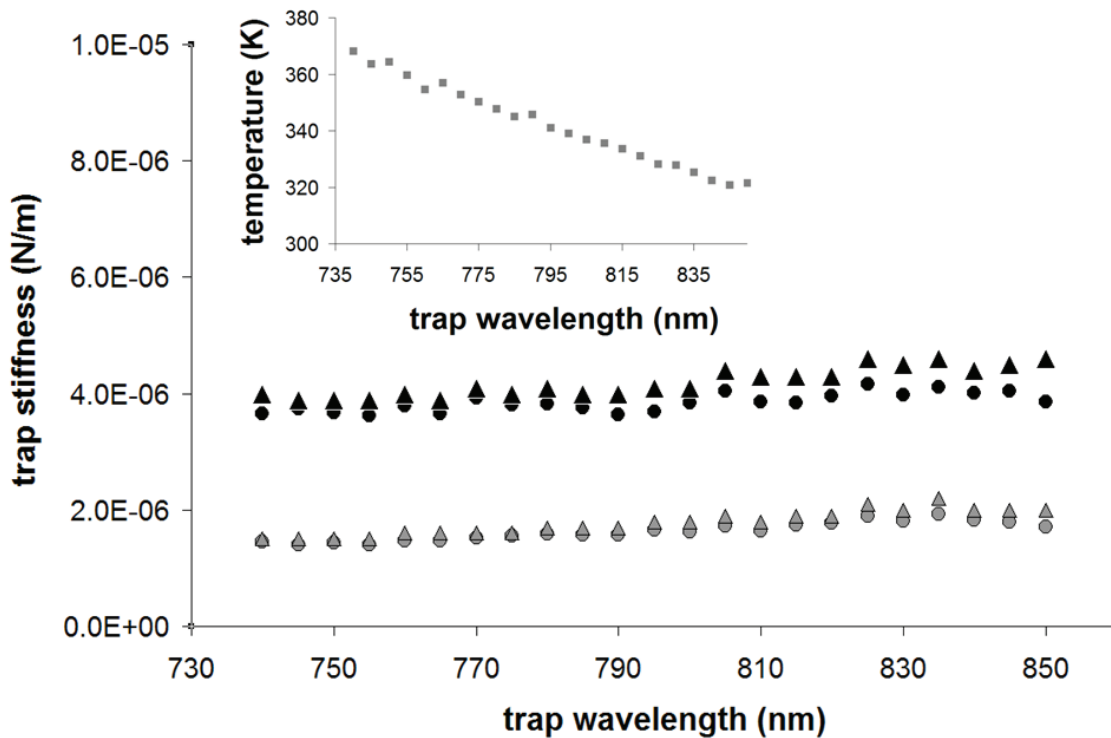 380
360
340
320
300
temperature (K)
735 755 775 795 815 835
trap wavelength (nm)
1.0E-05
8.0E-06
6.0E-06
4.0E-06
2.0E-06
0.0E+00
trap stiffness (N/m)
730 750 770 790 810 830 850
trap wavelength (nm)